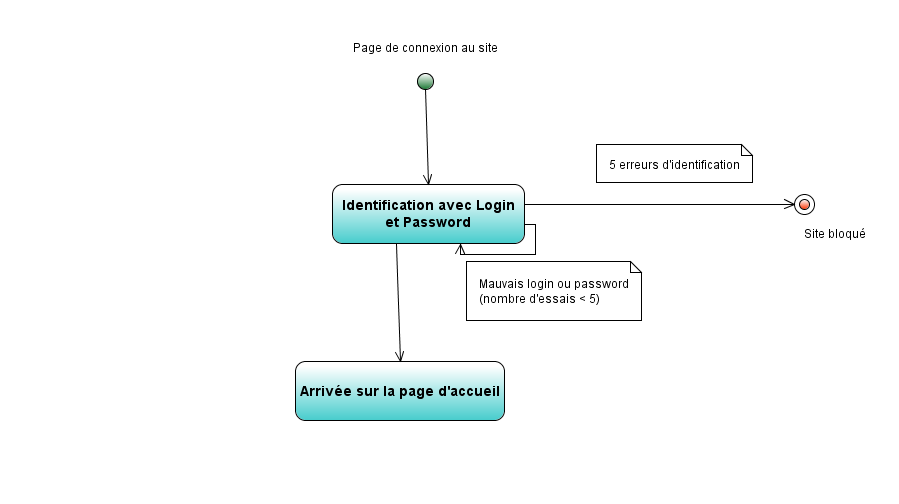 Page de connexion au site
5 erreurs d'identification
Identification avec Login
et Password
Site bloqué
Mauvais login ou password
(nombre d'essais < 5)
Arrivée sur la page d'accueil